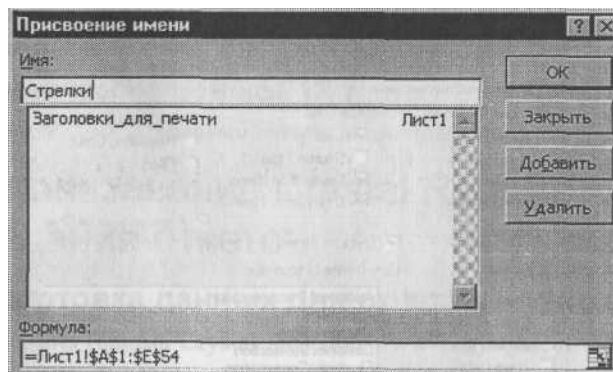 Присвоение имени
Имя:
Стрелки
Заголовки_для_печати Лист1
Формула:
=Лист1!$A$1:$E$54
ОК
Закрыть
Добавить
Удалить